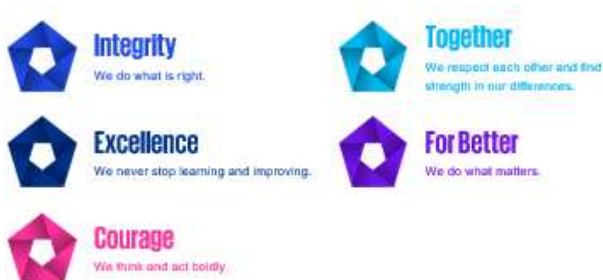 Integrity
We do what is right.
Together
We respect each other and find
strength in our differences.
Excellence
We never stop learning and improving.
For Better
We do what matters.
Courage
We think and act boldly.